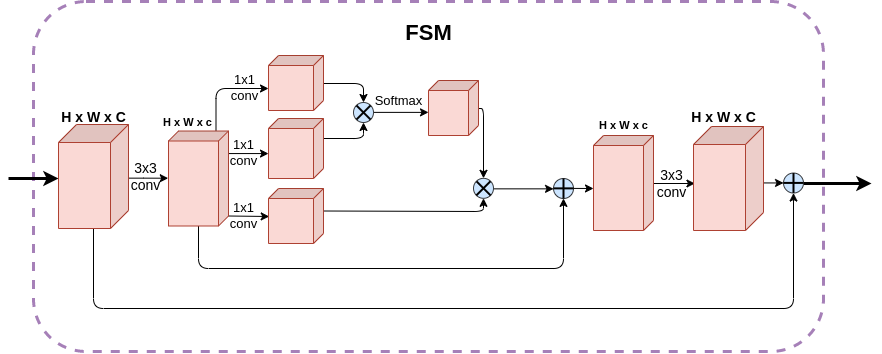 FSM
H x W x C
3x3
conv
H x W x c
1x1
conv
1x1
conv
1x1
conv
Softmax
H x W x c
3x3
conv
H x W x C